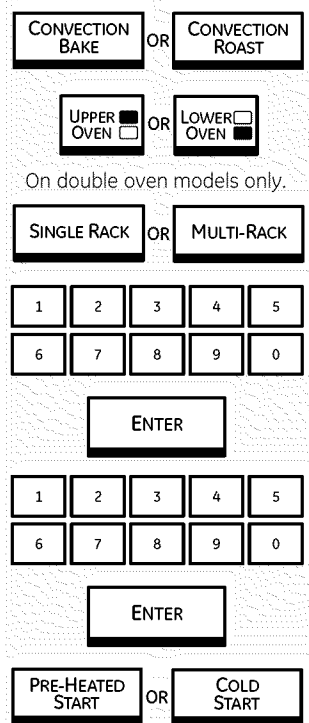 CONVECTION BAKE OR CONVECTION ROAST
UPPER OVEN OR LOWER OVEN
On double oven models only.
SINGLE RACK OR MULTI-RACK
1 2 3 4 5
6 7 8 9 0
ENTER
1 2 3 4 5
6 7 8 9 0
ENTER
PRE-HEATED START OR COLD START